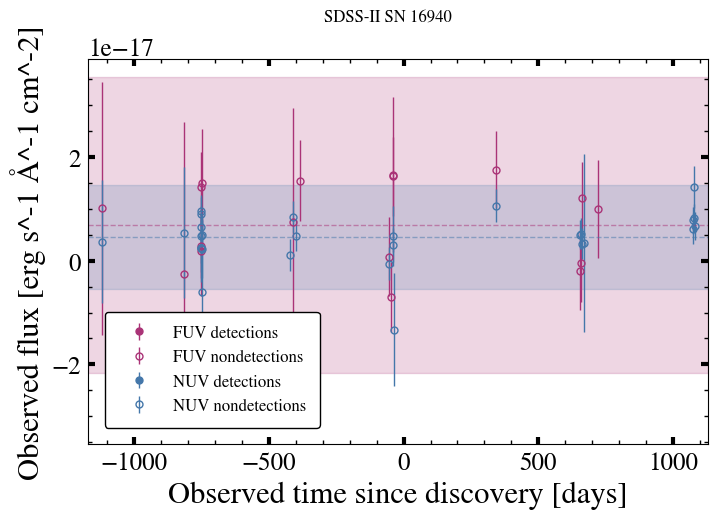 SDSS-II SN 16940
1e−17
Observed flux [erg s^-1 Å^-1 cm^-2]
2
0
−2
FUV detections
FUV nondetections
NUV detections
NUV nondetections
−1000 −500 0 500 1000
Observed time since discovery [days]